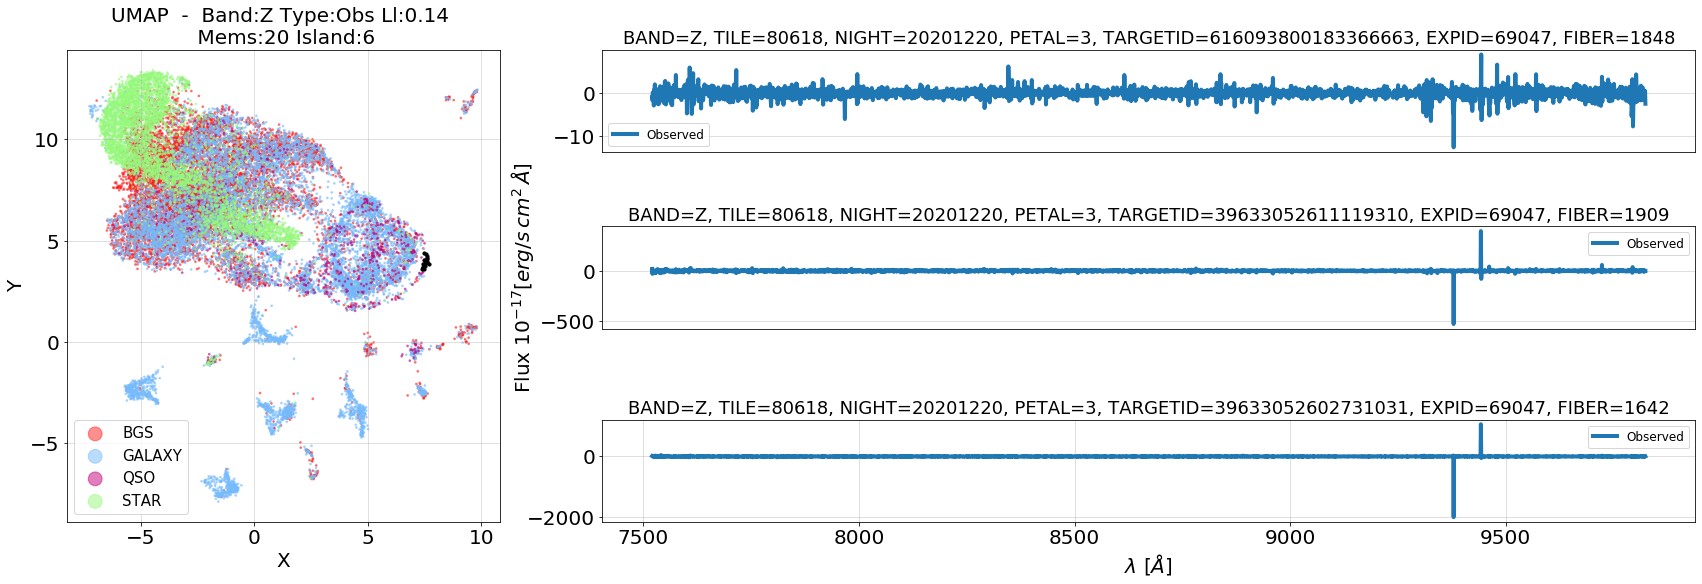 UMAP - Band:Z Type:Obs Ll:0.14
Mems:20 Island:6
10
5
0
−5
Y
−5
0
5
10
X
BGS
GALAXY
QSO
STAR
Flux 10^{-17}[erg/s cm^2 Å]
BAND=Z, TILE=80618, NIGHT=20201220, PETAL=3, TARGETID=616093800183366663, EXPID=69047, FIBER=1848
0
−10
Observed
BAND=Z, TILE=80618, NIGHT=20201220, PETAL=3, TARGETID=39633052611119310, EXPID=69047, FIBER=1909
0
−500
Observed
BAND=Z, TILE=80618, NIGHT=20201220, PETAL=3, TARGETID=39633052602731031, EXPID=69047, FIBER=1642
0
−2000
Observed
7500
8000
8500
9000
9500
λ [Å]